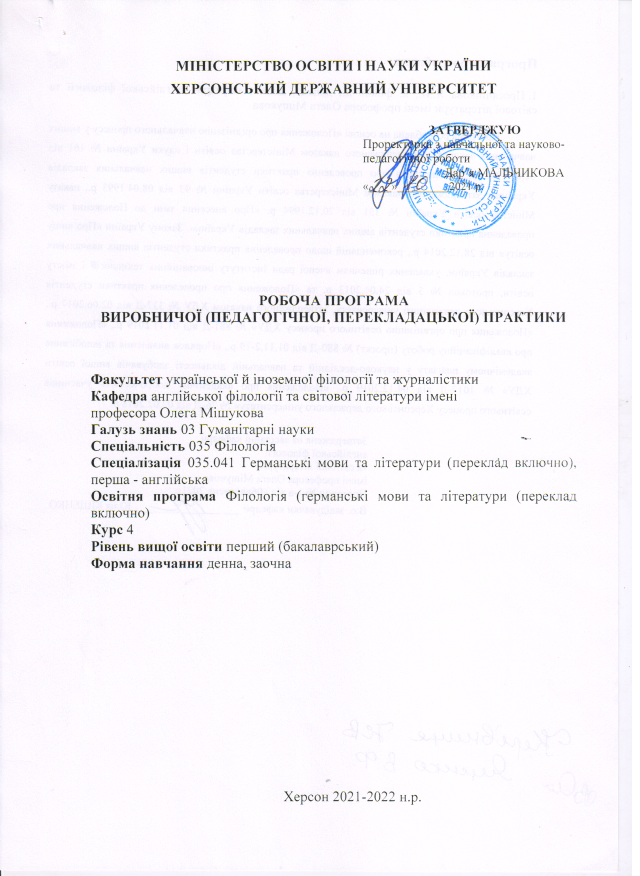 МІНІСТЕРСТВО ОСВІТИ І НАУКИ УКРАЇНИ
ХЕРСОНСЬКИЙ ДЕРЖАВНИЙ УНІВЕРСИТЕТ
ЗАТВЕРДЖУЮ
Проректорка з навчальної та науково-
педагогічної роботи
Дар'я МАЛЬЧИКОВА
2021 р.
НАВЧАЛЬНО
МЕТОДИЧНИЙ
ВІДДІЛ
РОБОЧА ПРОГРАМА
ВИРОБНИЧОЇ (ПЕДАГОГІЧНОЇ, ПЕРЕКЛАДАЦЬКОЇ) ПРАКТИКИ
Факультет української й іноземної філології та журналістики
Кафедра англійської філології та світової літератури імені
професора Олега Мішукова
Галузь знань 03 Гуманітарні науки
Спеціальність 035 Філологія
Спеціалізація 035.041 Германські мови та літератури (переклад включно),
перша - англійська
Освітня програма Філологія (германські мови та літератури (переклад
включно)
Курс 4
Рівень вищої освіти перший (бакалаврський)
Форма навчання денна, заочна
Херсон 2021-2022 н.р.